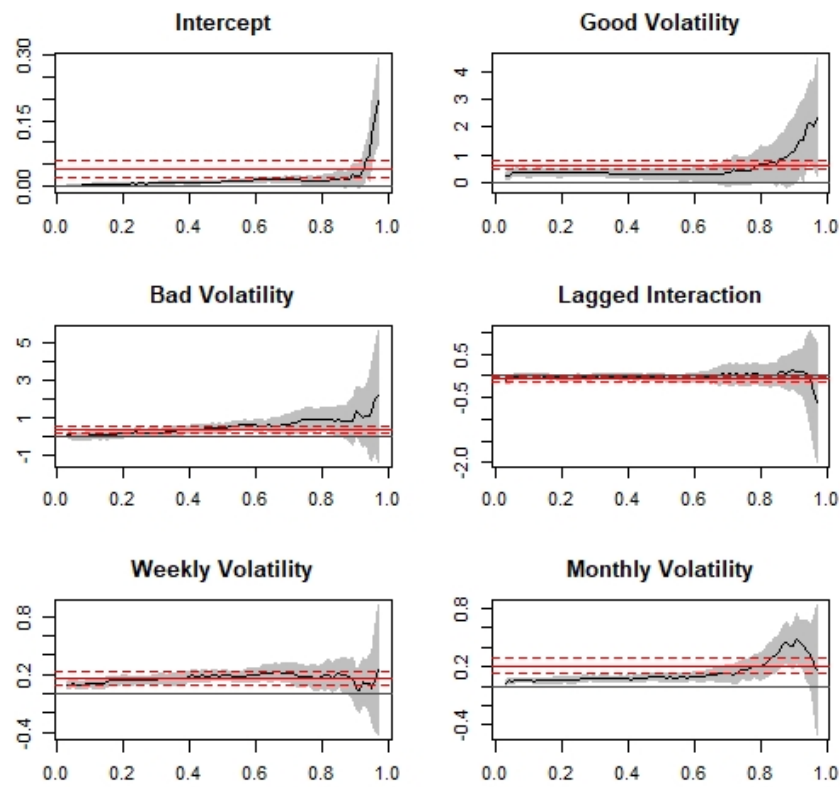 Intercept
0.30
0.15
0.00
0.0 0.2 0.4 0.6 0.8 1.0
Good Volatility
4
3
2
1
0
0.0 0.2 0.4 0.6 0.8 1.0
Bad Volatility
5
3
1
-1
0.0 0.2 0.4 0.6 0.8 1.0
Lagged Interaction
0.5
-0.5
-2.0
0.0 0.2 0.4 0.6 0.8 1.0
Weekly Volatility
0.8
0.2
-0.4
0.0 0.2 0.4 0.6 0.8 1.0
Monthly Volatility
0.8
0.2
-0.4
0.0 0.2 0.4 0.6 0.8 1.0